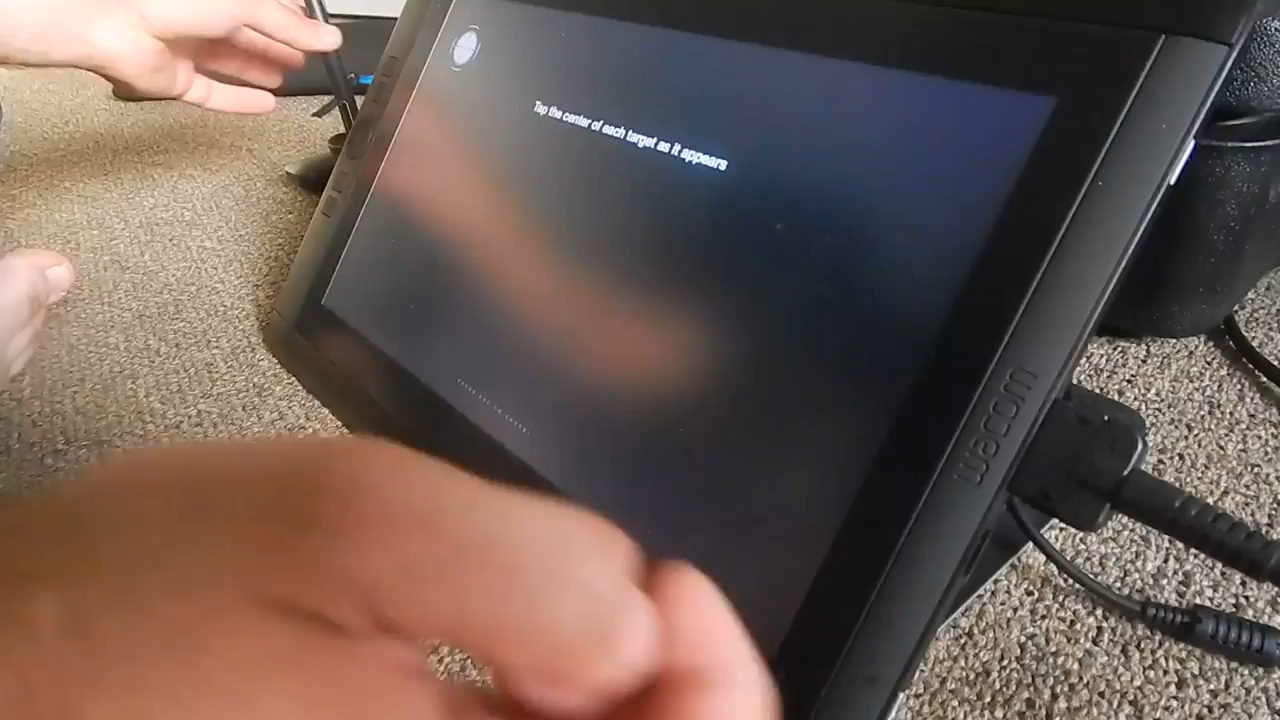 Tap the center of each target as it appears
wacom